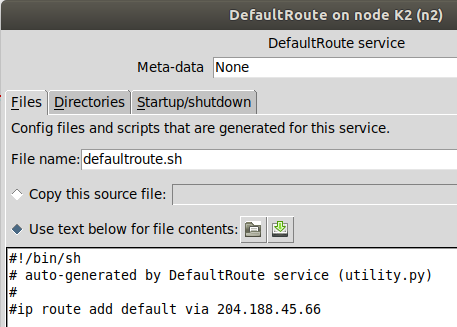 DefaultRoute on node K2 (n2)
DefaultRoute service
Meta-data None
Files Directories Startup/shutdown
Config files and scripts that are generated for this service.
File name: defaultroute.sh
Copy this source file:
Use text below for file contents:
#!/bin/sh
# auto-generated by DefaultRoute service (utility.py)
#
#ip route add default via 204.188.45.66